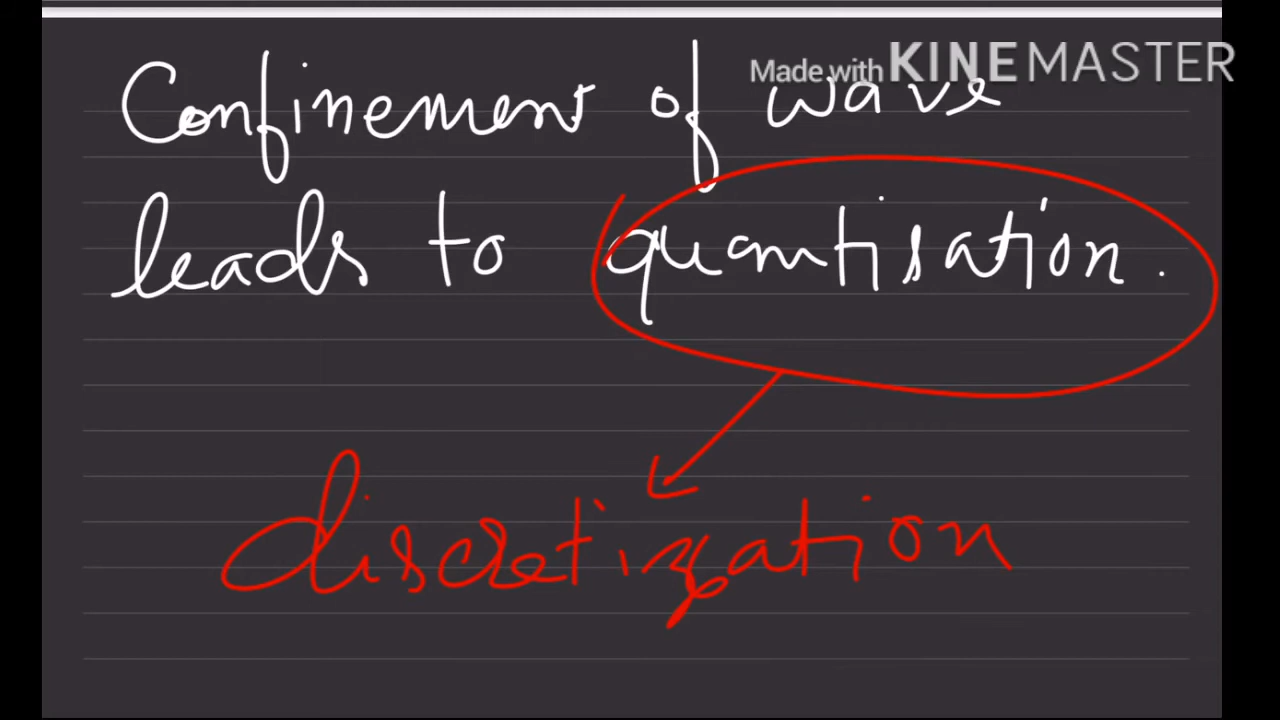 Made with KINEMASTER
Confinement of wave
leads to quantisation.
discretization